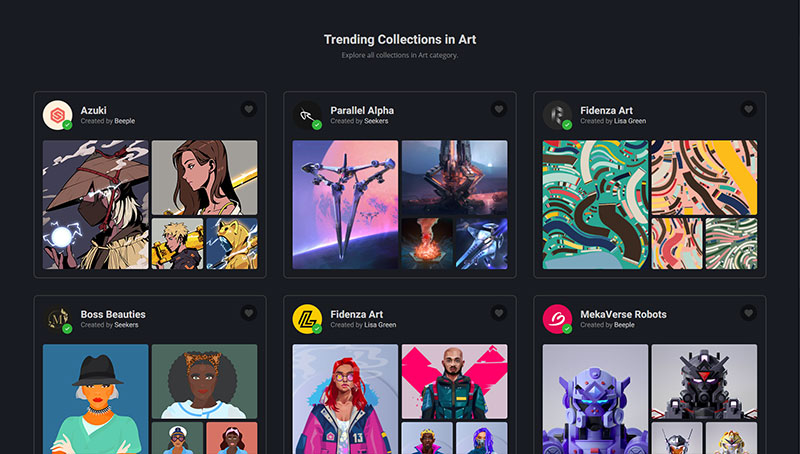 Trending Collections in Art
Explore all collections in Art category.
Azuki
Created by Beeple
Parallel Alpha
Created by Seekers
Fidenza Art
Created by Lisa Green
Boss Beauties
Created by Seekers
Fidenza Art
Created by Lisa Green
MekaVerse Robots
Created by Beeple
13